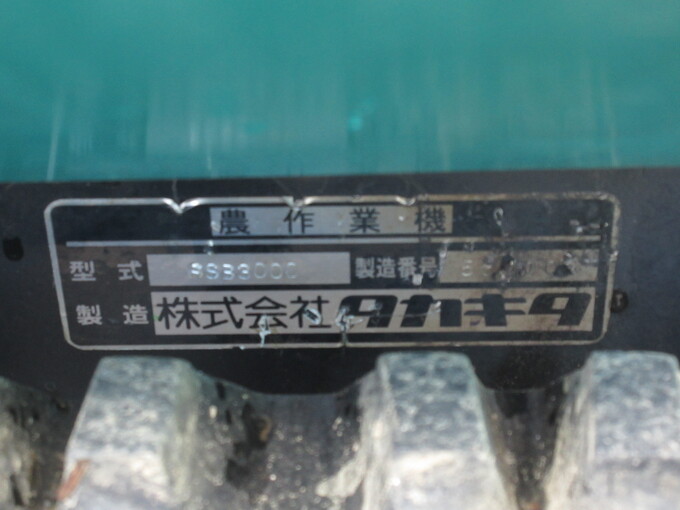 農作業機
型式 RSB3000 製造番号
製造 株式会社タカキタ